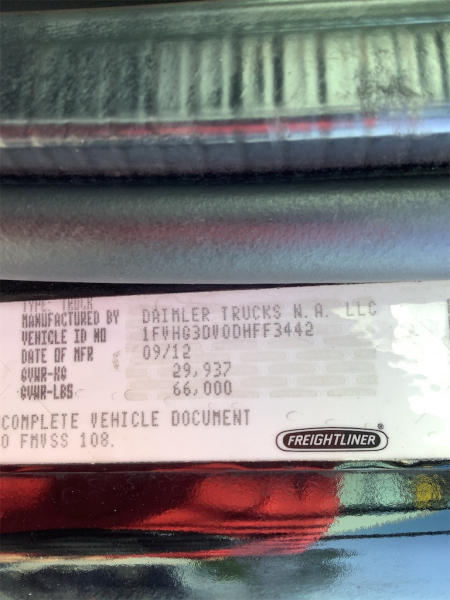 TYPE TRUCK
MANUFACTURED BY DAIMLER TRUCKS N.A. LLC
VEHICLE ID NO 1FVHG3DV0DHFF3442
DATE OF MFR 09/12
GVWR-KG 29,937
GVWR-LBS 66,000
COMPLETE VEHICLE DOCUMENT
O FMVSS 108.
FREIGHTLINER®